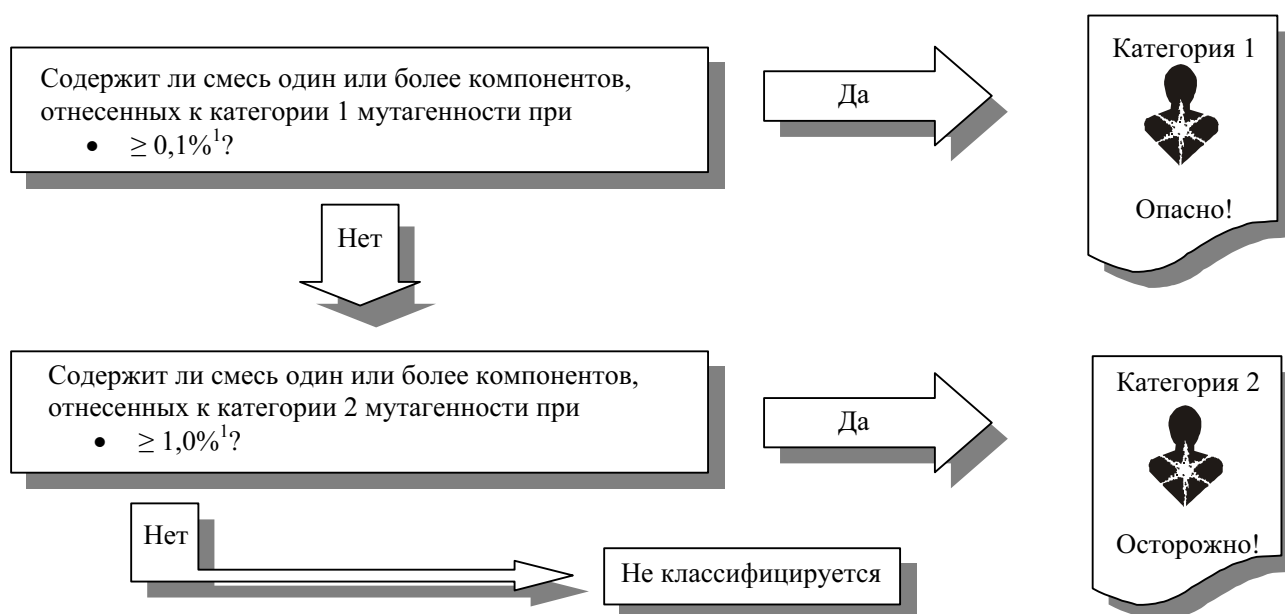 Содержит ли смесь один или более компонентов,
отнесенных к категории 1 мутагенности при
• ≥ 0,1%¹?
Да
Категория 1
Опасно!
Нет
Содержит ли смесь один или более компонентов,
отнесенных к категории 2 мутагенности при
• ≥ 1,0%¹?
Да
Категория 2
Осторожно!
Нет
Не классифицируется